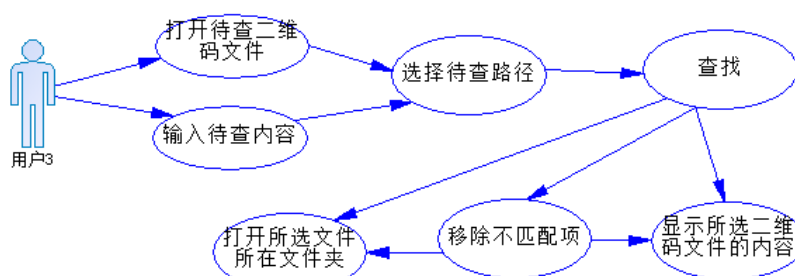 打开待查二维
码文件
选择待查路径
查找
输入待查内容
用户3
打开所选文件
所在文件夹
移除不匹配项
显示所选二维
码文件的内容